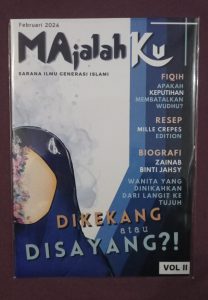 Februari 2024
MAjalahKu
SARANA ILMU GENERASI ISLAMI
FIQIH
APAKAH
KEPUTIHAN
MEMBATALKAN
WUDHU?
RESEP
MILLE CREPES
EDITION
BIOGRAFI
ZAINAB
BINTI JAHSY
WANITA YANG
DINIKAHKAN
DARI LANGIT KE
TUJUH
DIKEKANG
atau
DISAYANG?!
VOL II